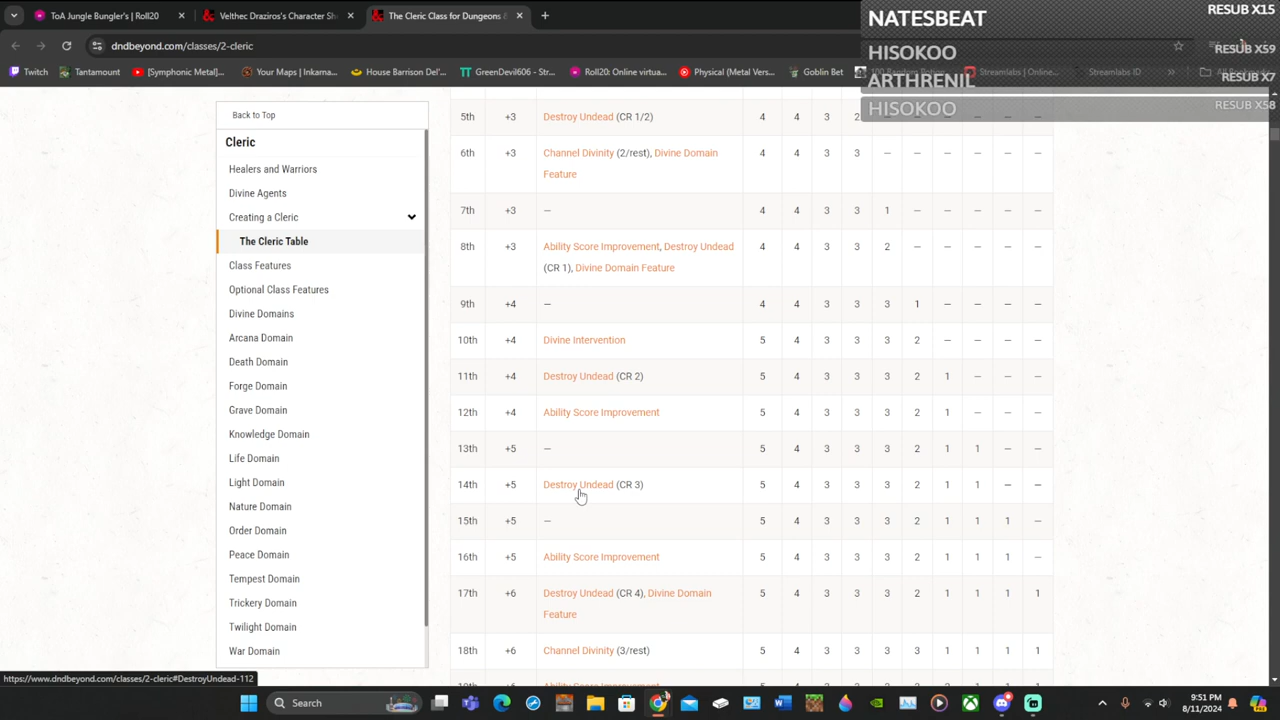 ToA Jungle Bungler's | Roll20
Velthec Draziros's Character Sh
The Cleric Class for Dungeons
dndbeyond.com/classes/2-cleric
Twitch
Tantamount
[Symphonic Metal]...
Your Maps | Inkarna...
House Barrison Del'...
GreenDevil606 - Str...
Roll20: Online virtua...
Physical (Metal Vers...
Goblin Bet
Streamlabs | Online...
Streamlabs ID
NATESBEAT RESUB X15
HISOKOO RESUB X59
ARTHRENIL RESUB X7
HISOKOO RESUB X58
Back to Top
Cleric
Healers and Warriors
Divine Agents
Creating a Cleric
The Cleric Table
Class Features
Optional Class Features
Divine Domains
Arcana Domain
Death Domain
Forge Domain
Grave Domain
Knowledge Domain
Life Domain
Light Domain
Nature Domain
Order Domain
Peace Domain
Tempest Domain
Trickery Domain
Twilight Domain
War Domain
5th +3 Destroy Undead (CR 1/2) 4 4 3 2 — — — — —
6th +3 Channel Divinity (2/rest), Divine Domain 4 4 3 3 — — — — — —
Feature
7th +3 — 4 4 3 3 1 — — — — —
8th +3 Ability Score Improvement, Destroy Undead 4 4 3 3 2 — — — — —
(CR 1), Divine Domain Feature
9th +4 — 4 4 3 3 3 1 — — — —
10th +4 Divine Intervention 5 4 3 3 3 2 — — — —
11th +4 Destroy Undead (CR 2) 5 4 3 3 3 2 1 — — —
12th +4 Ability Score Improvement 5 4 3 3 3 2 1 — — —
13th +5 — 5 4 3 3 3 2 1 1 — —
14th +5 Destroy Undead (CR 3) 5 4 3 3 3 2 1 1 — —
15th +5 — 5 4 3 3 3 2 1 1 1 —
16th +5 Ability Score Improvement 5 4 3 3 3 2 1 1 1 —
17th +6 Destroy Undead (CR 4), Divine Domain 5 4 3 3 3 2 1 1 1 1
Feature
18th +6 Channel Divinity (3/rest) 5 4 3 3 3 3 1 1 1 1
https://www.dndbeyond.com/classes/2-cleric#DestroyUndead-112
Search
9:51 PM
8/11/2024